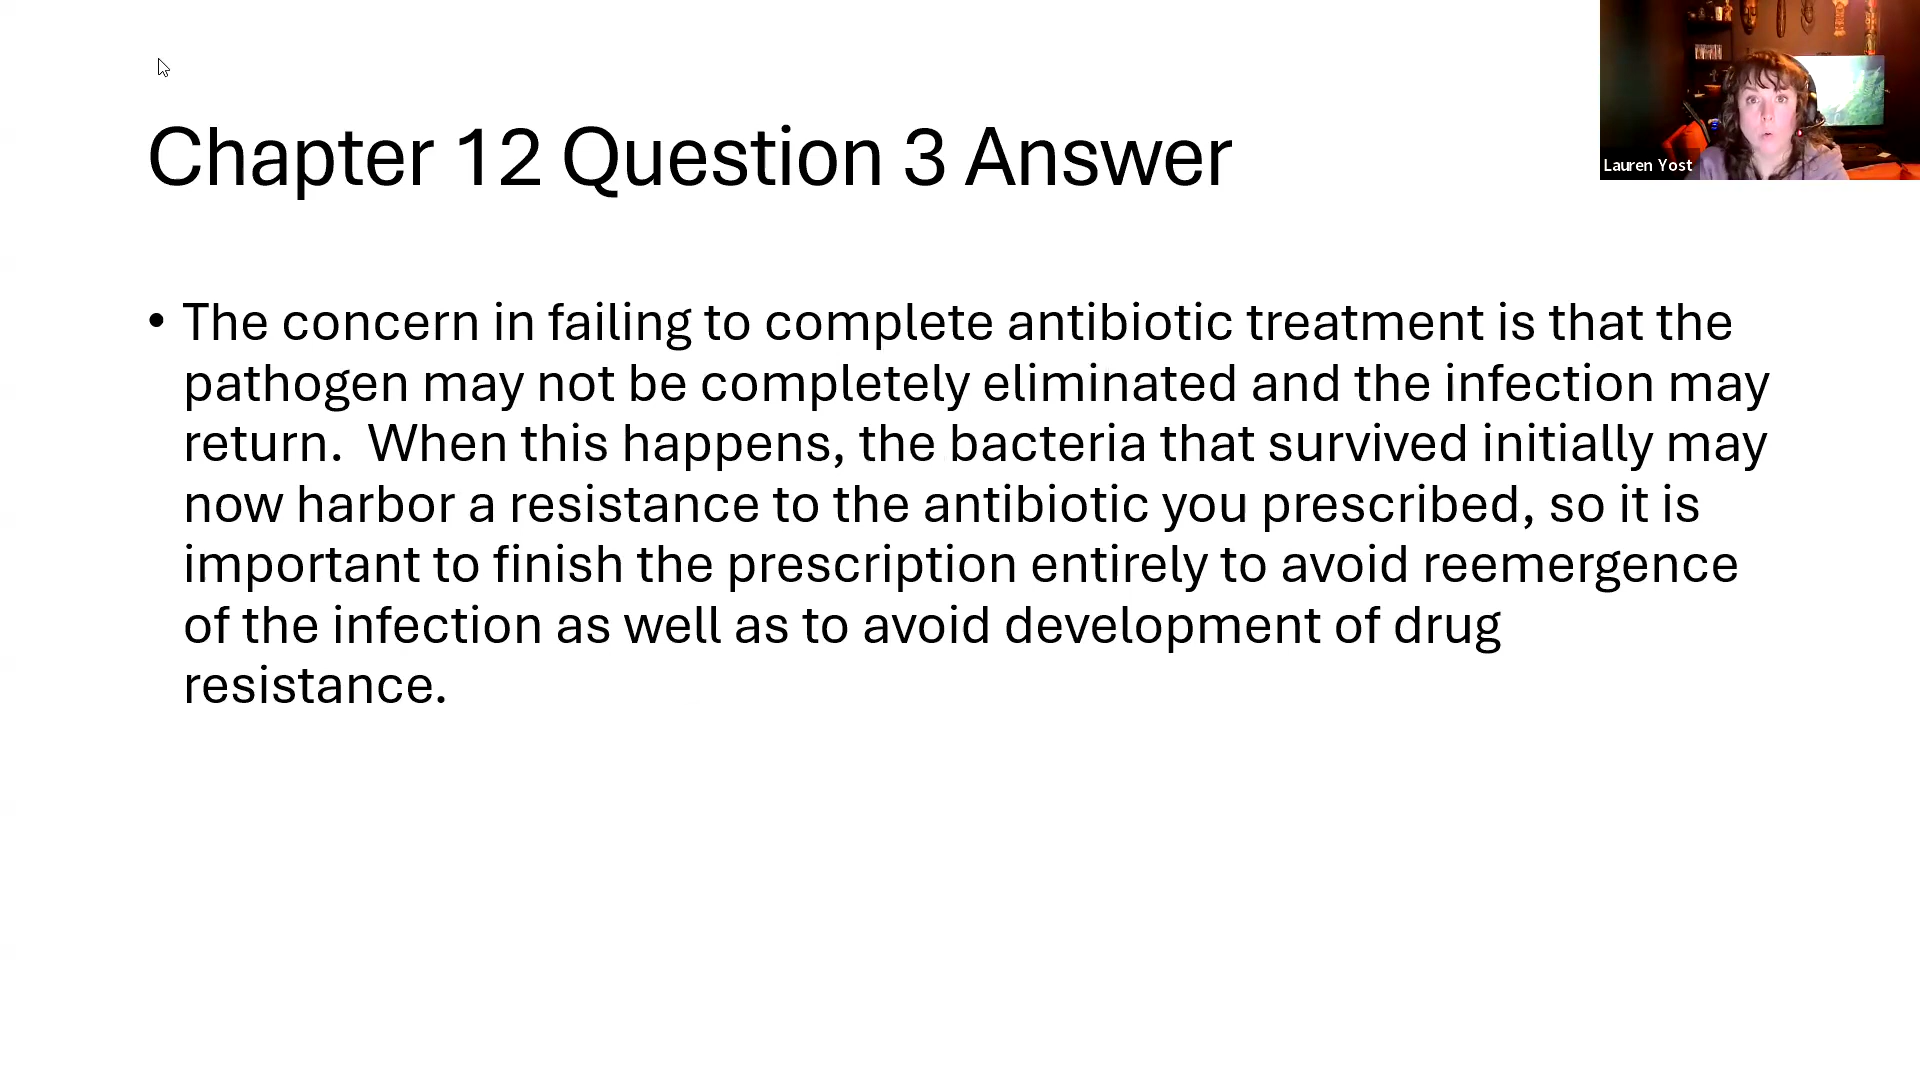 Chapter 12 Question 3 Answer
Lauren Yost
• The concern in failing to complete antibiotic treatment is that the
pathogen may not be completely eliminated and the infection may
return.  When this happens, the bacteria that survived initially may
now harbor a resistance to the antibiotic you prescribed, so it is
important to finish the prescription entirely to avoid reemergence
of the infection as well as to avoid development of drug
resistance.